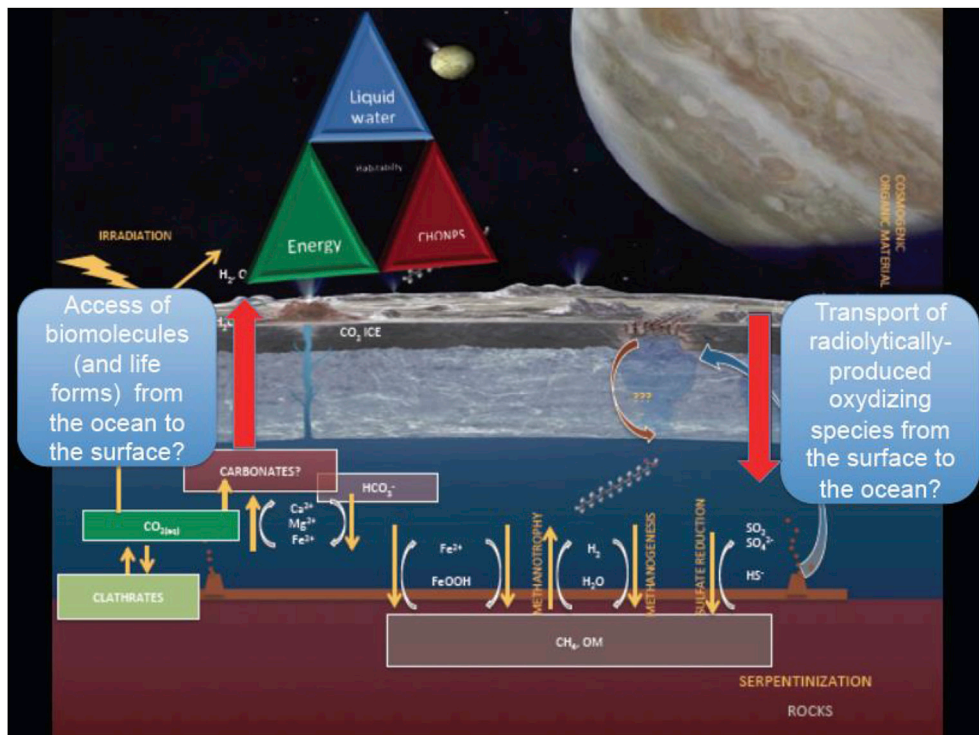 Liquid
water
Habitability
Energy
CHONPS
COSMOGENIC
ORGANIC MATERIAL
IRRADIATION
Access of
biomolecules
(and life
forms) from
the ocean to
the surface?
CO₂ ICE
???
Transport of
radiolytically-
produced
oxydizing
species from
the surface to
the ocean?
CARBONATES?
HCO₃⁻
CO₂₍ₐq₎
Ca²⁺
Mg²⁺
Fe²⁺
CLATHRATES
Fe²⁺
FeOOH
METHANOTROPHY
H₂
H₂O
METHANOGENESIS
SULFATE REDUCTION
SO₂
SO₄²⁻
HS⁻
CH₄, OM
SERPENTINIZATION
ROCKS